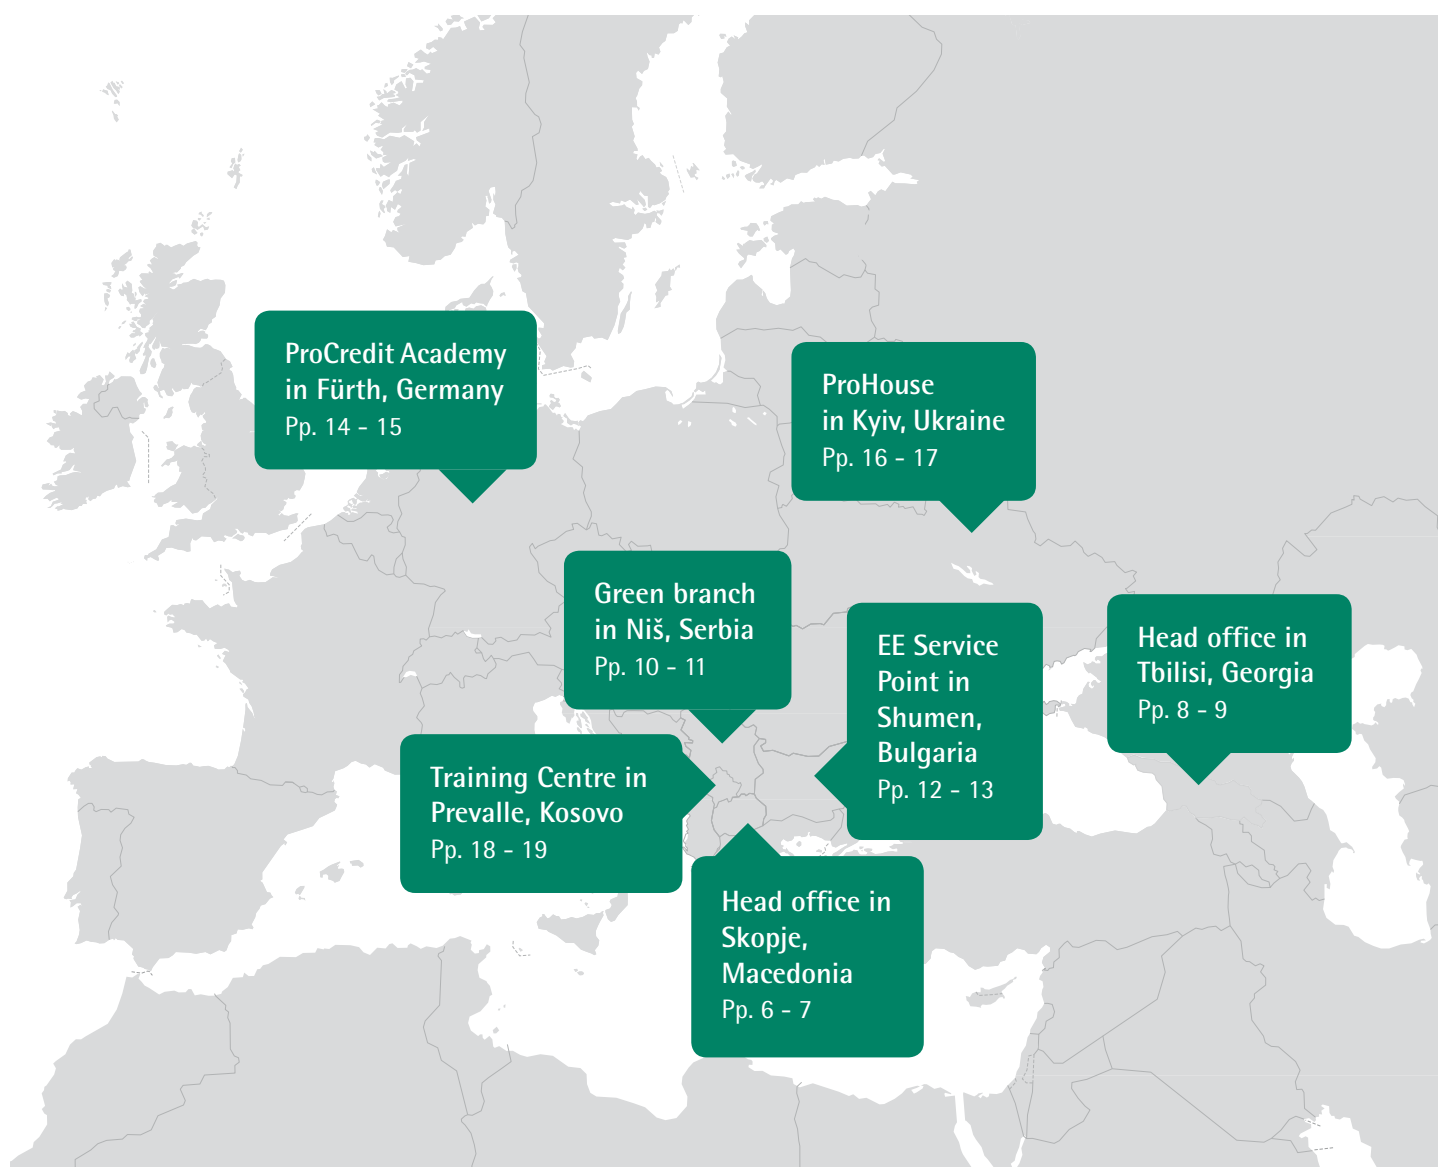 ProCredit Academy
in Fürth, Germany
Pp. 14 - 15
ProHouse
in Kyiv, Ukraine
Pp. 16 - 17
Green branch
in Niš, Serbia
Pp. 10 - 11
EE Service
Point in
Shumen,
Bulgaria
Pp. 12 - 13
Head office in
Tbilisi, Georgia
Pp. 8 - 9
Training Centre in
Prevalle, Kosovo
Pp. 18 - 19
Head office in
Skopje,
Macedonia
Pp. 6 - 7